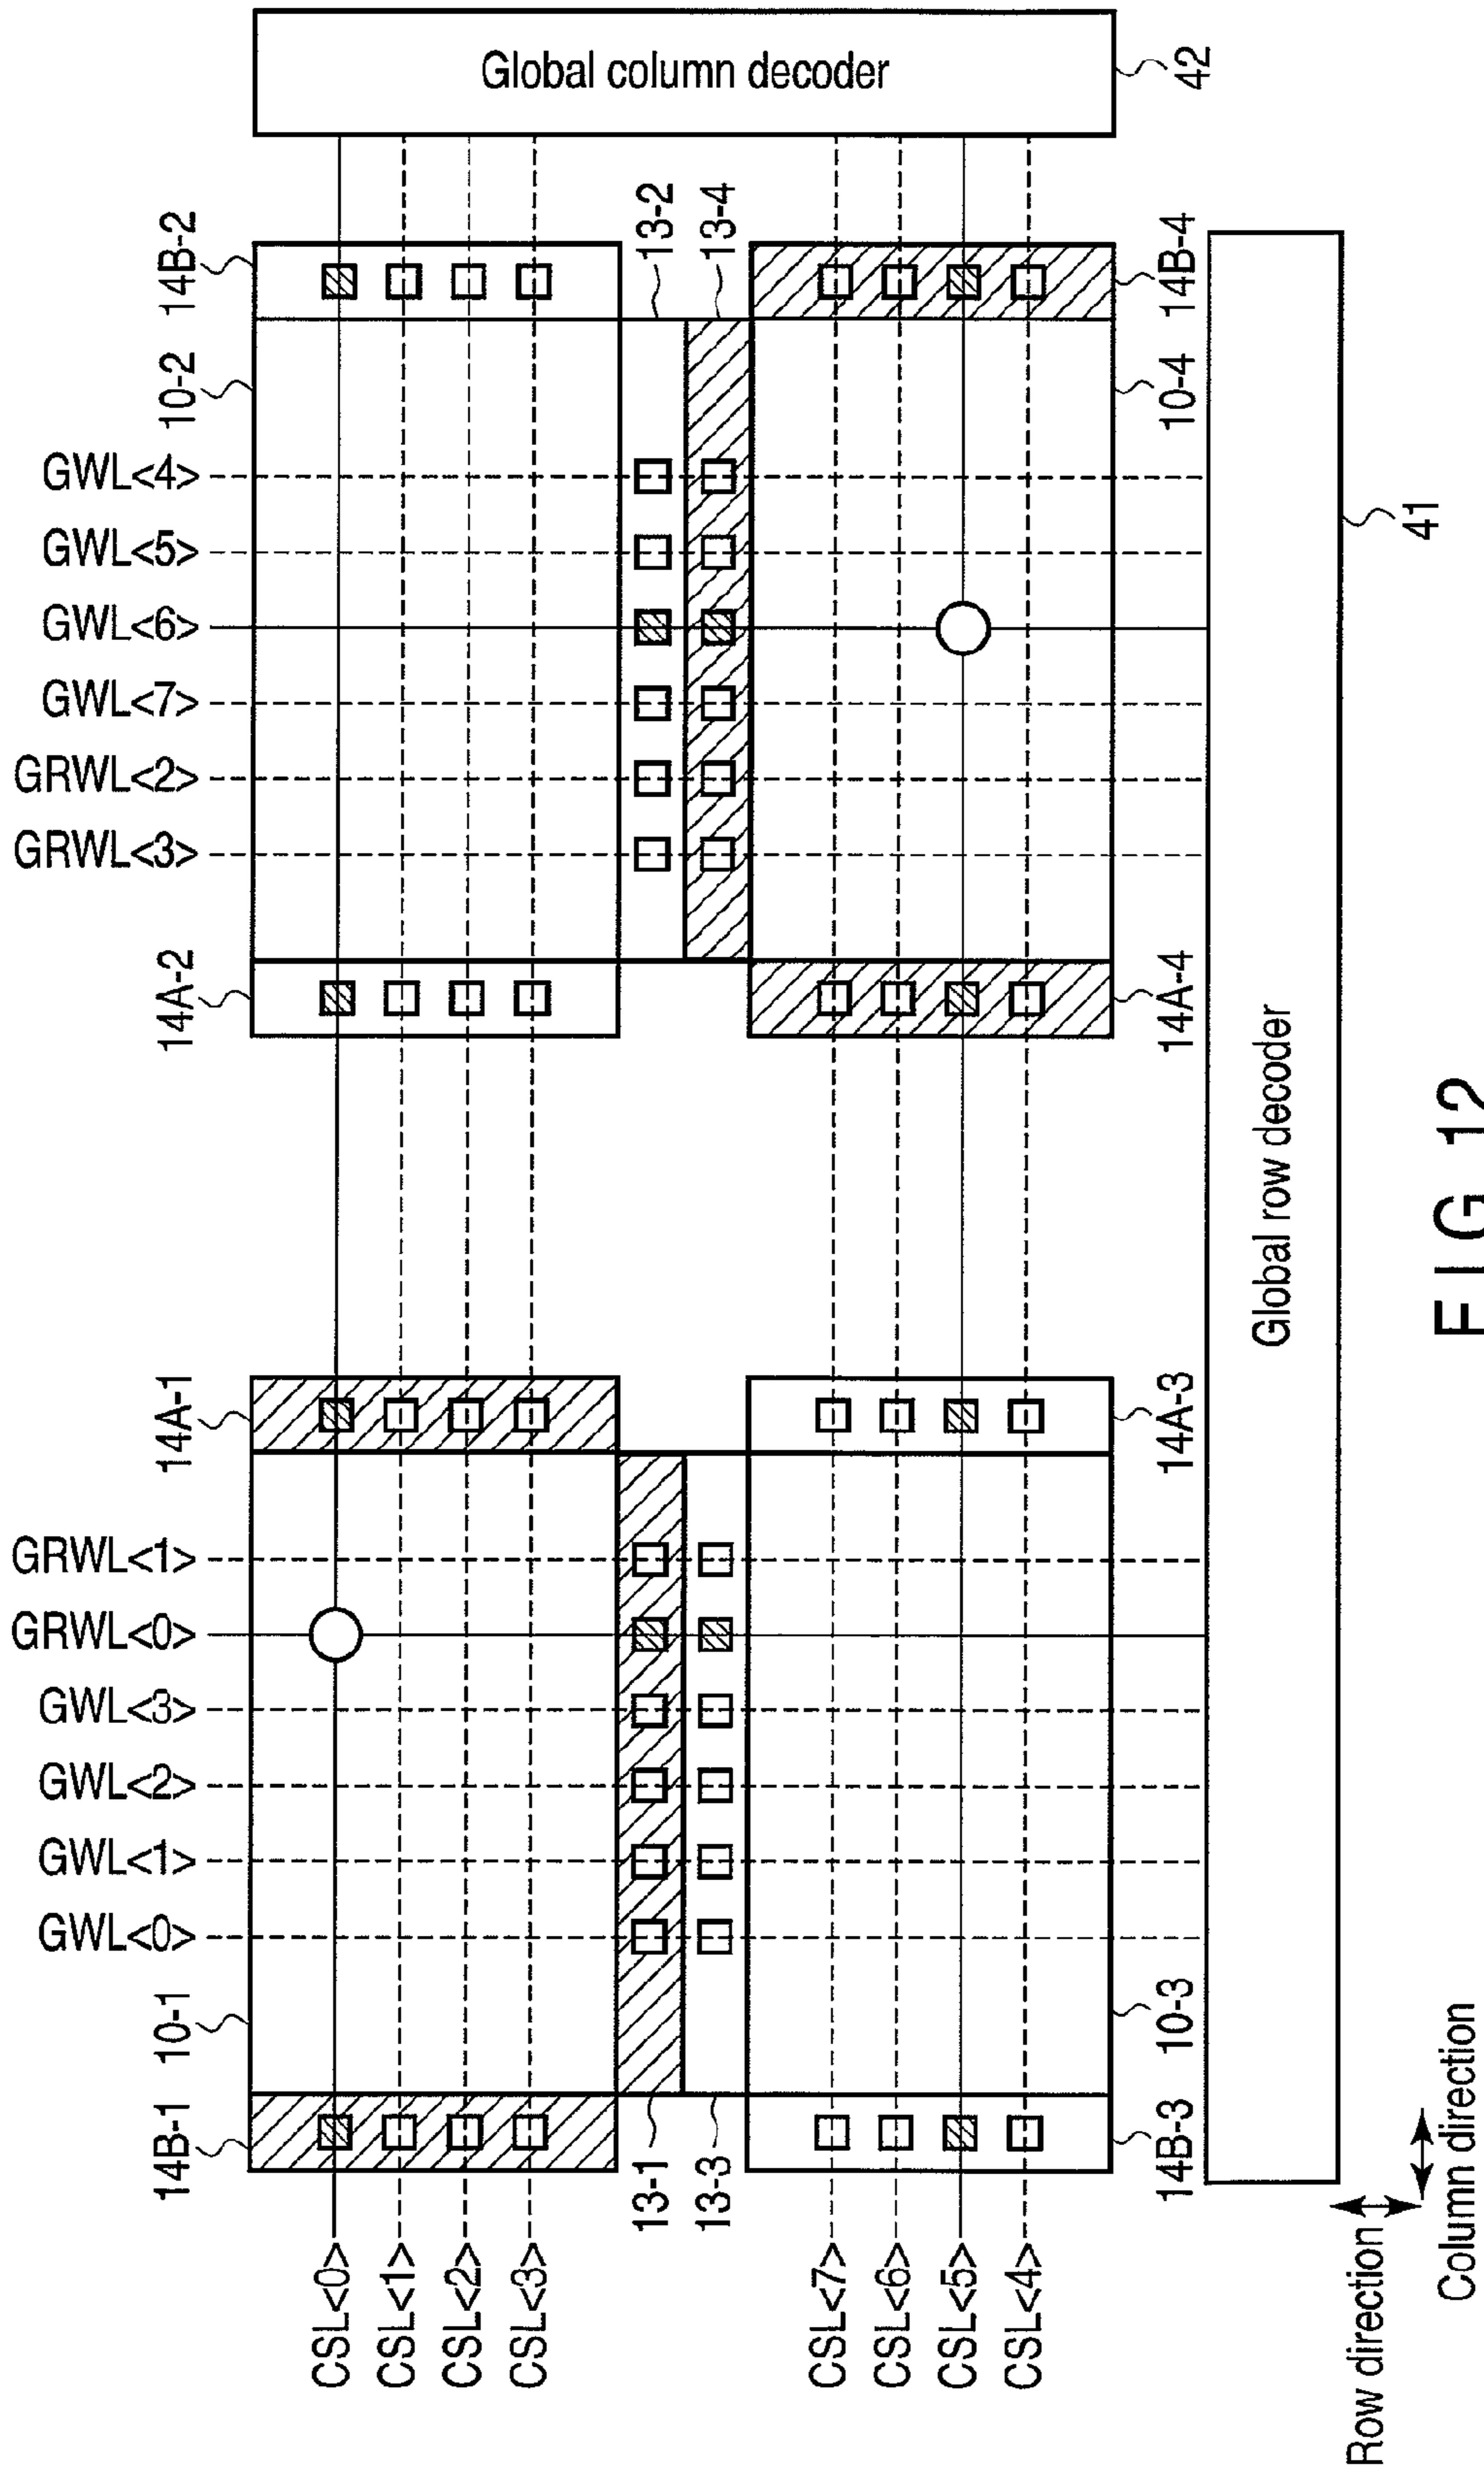 Global column decoder
42
14B-2
13-2
13-4
14B-4
10-2
10-4
GWL<4>
GWL<5>
GWL<6>
GWL<7>
GRWL<2>
GRWL<3>
41
14A-2
14A-4
Global row decoder
FIG 12
14A-1
14A-3
GRWL<1>
GRWL<0>
GWL<3>
GWL<2>
GWL<1>
GWL<0>
10-1
10-3
14B-1
13-1
13-3
14B-3
CSL<0>
CSL<1>
CSL<2>
CSL<3>
CSL<7>
CSL<6>
CSL<5>
CSL<4>
Row direction
Column direction